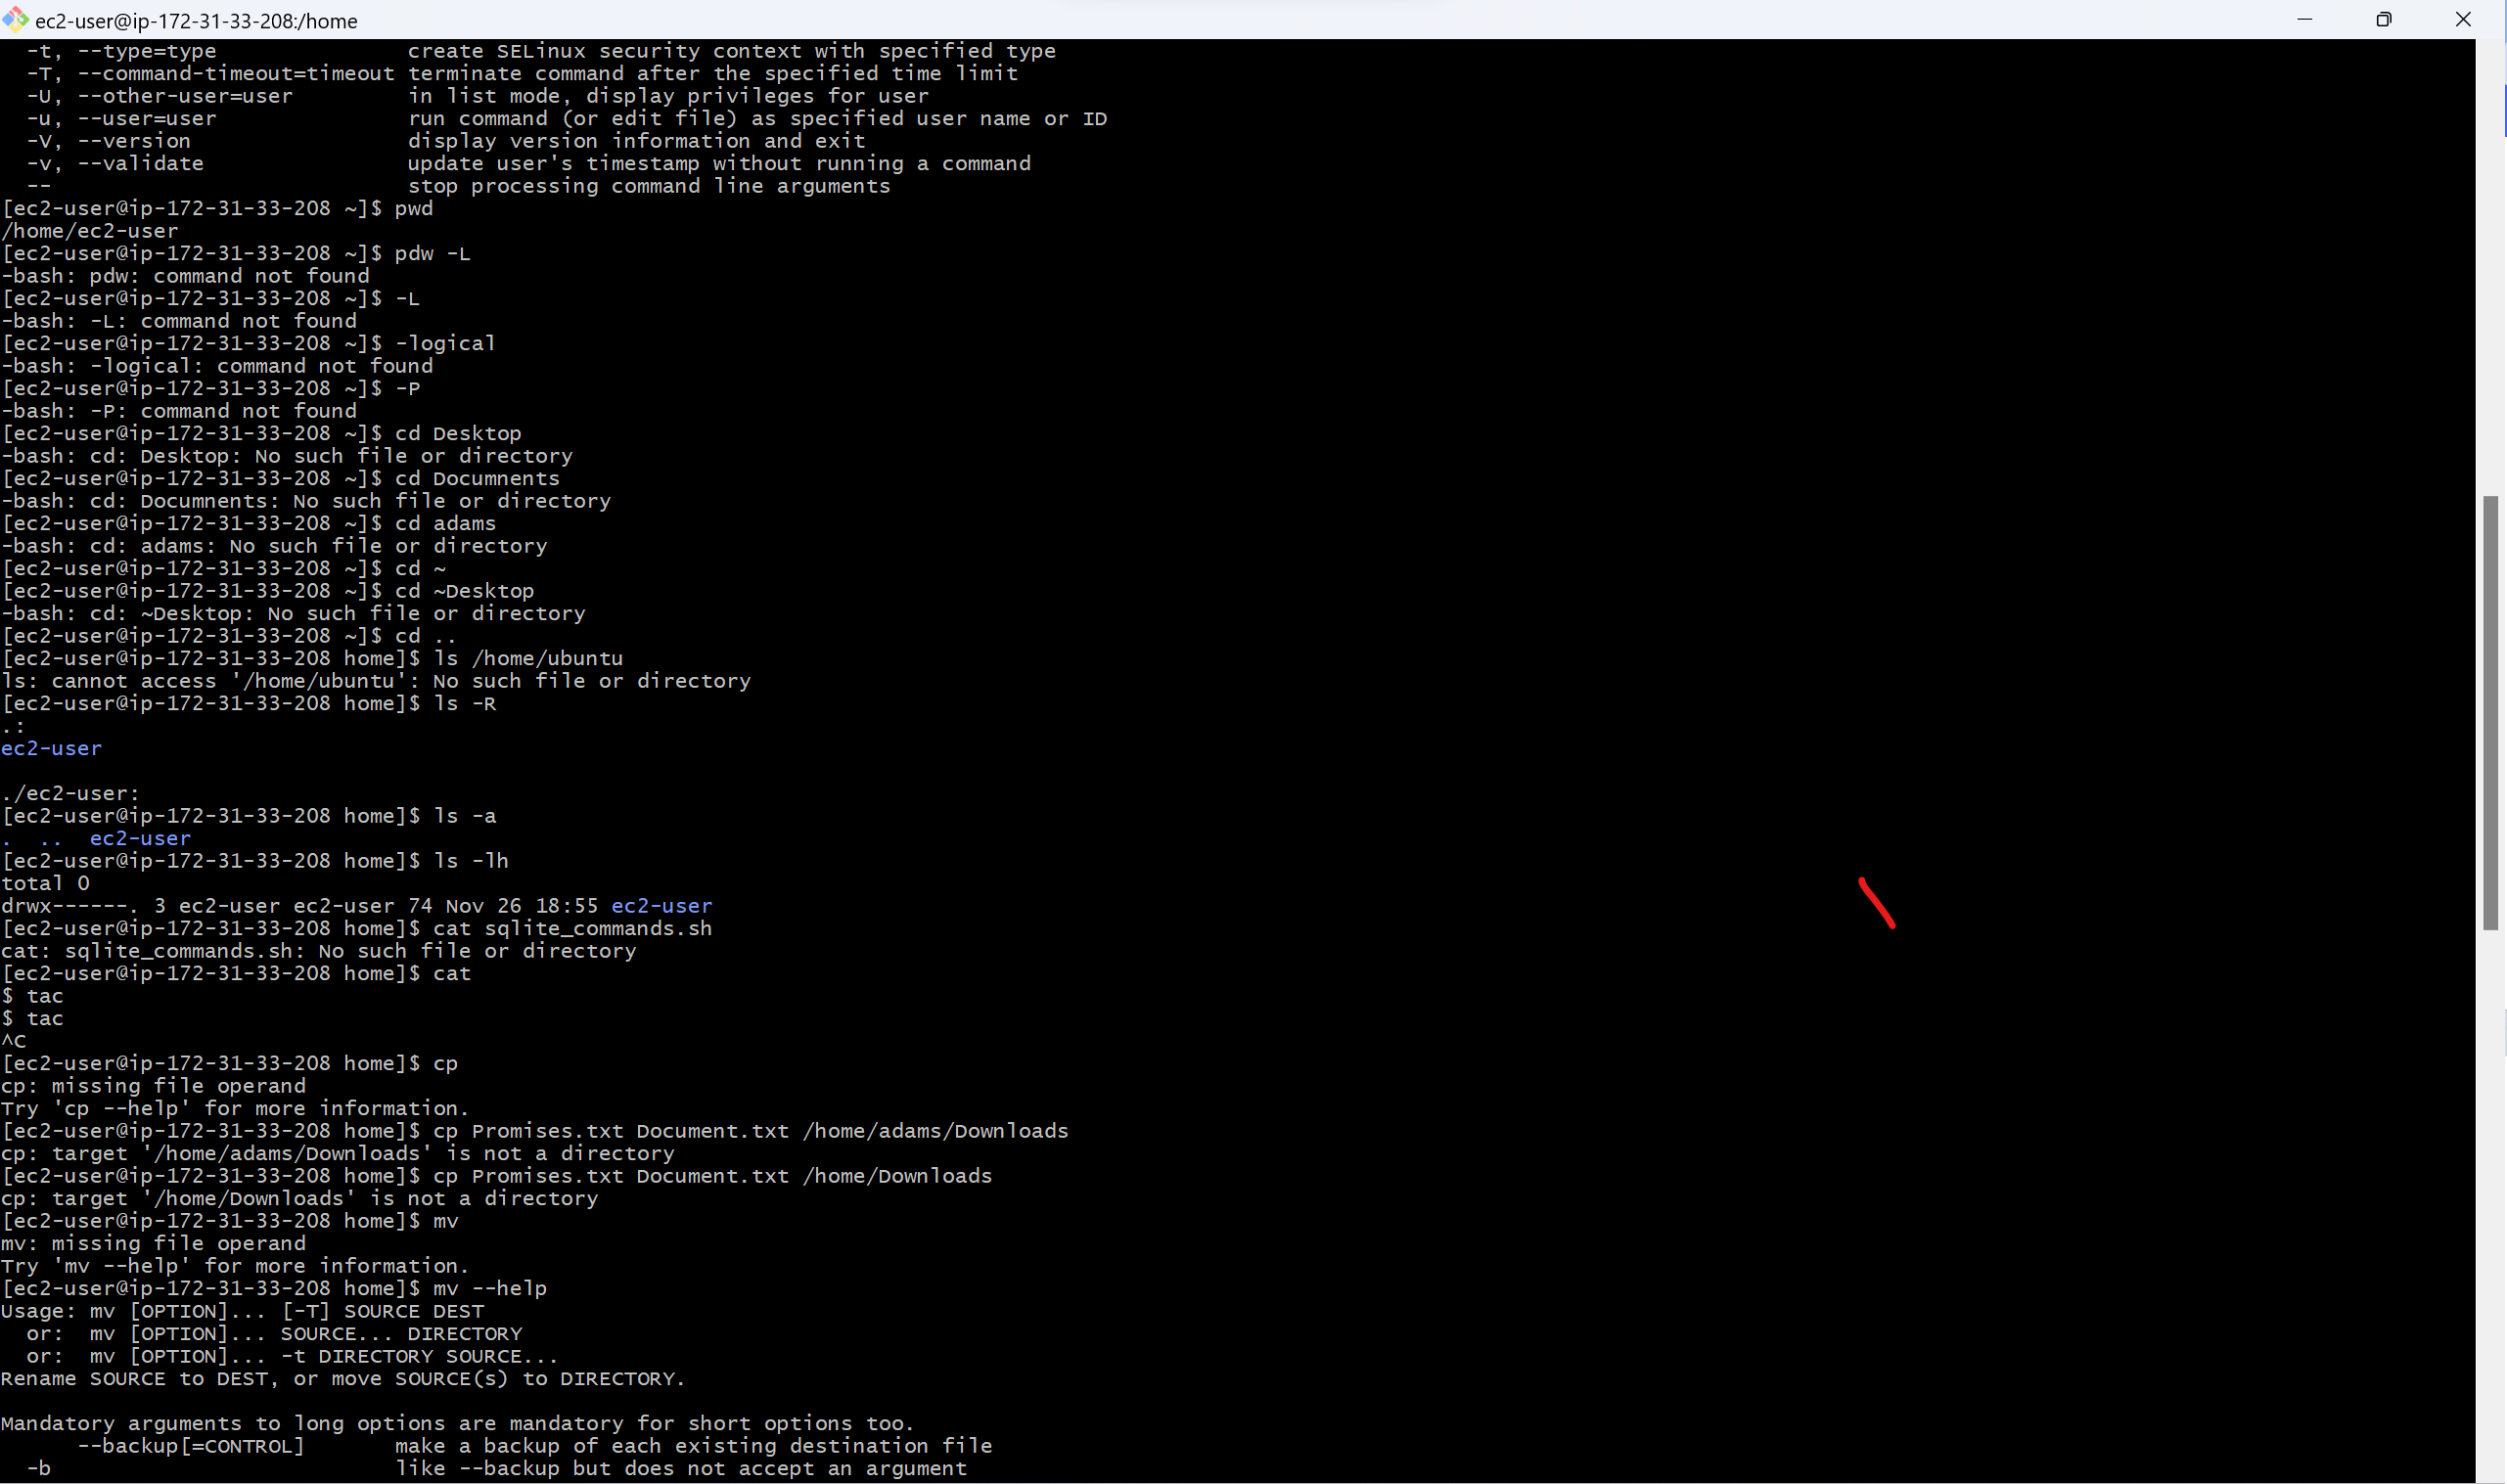 ec2-user@ip-172-31-33-208:/home
  -t, --type=type               create SELinux security context with specified type
  -T, --command-timeout=timeout terminate command after the specified time limit
  -U, --other-user=user         in list mode, display privileges for user
  -u, --user=user               run command (or edit file) as specified user name or ID
  -V, --version                 display version information and exit
  -v, --validate                update user's timestamp without running a command
  --                            stop processing command line arguments
[ec2-user@ip-172-31-33-208 ~]$ pwd
/home/ec2-user
[ec2-user@ip-172-31-33-208 ~]$ pdw -L
-bash: pdw: command not found
[ec2-user@ip-172-31-33-208 ~]$ -L
-bash: -L: command not found
[ec2-user@ip-172-31-33-208 ~]$ -logical
-bash: -logical: command not found
[ec2-user@ip-172-31-33-208 ~]$ -P
-bash: -P: command not found
[ec2-user@ip-172-31-33-208 ~]$ cd Desktop
-bash: cd: Desktop: No such file or directory
[ec2-user@ip-172-31-33-208 ~]$ cd Documnents
-bash: cd: Documnents: No such file or directory
[ec2-user@ip-172-31-33-208 ~]$ cd adams
-bash: cd: adams: No such file or directory
[ec2-user@ip-172-31-33-208 ~]$ cd ~
[ec2-user@ip-172-31-33-208 ~]$ cd ~Desktop
-bash: cd: ~Desktop: No such file or directory
[ec2-user@ip-172-31-33-208 ~]$ cd ..
[ec2-user@ip-172-31-33-208 home]$ ls /home/ubuntu
ls: cannot access '/home/ubuntu': No such file or directory
[ec2-user@ip-172-31-33-208 home]$ ls -R
.:
ec2-user

./ec2-user:
[ec2-user@ip-172-31-33-208 home]$ ls -a
.  ..  ec2-user
[ec2-user@ip-172-31-33-208 home]$ ls -lh
total 0
drwx------. 3 ec2-user ec2-user 74 Nov 26 18:55 ec2-user
[ec2-user@ip-172-31-33-208 home]$ cat sqlite_commands.sh
cat: sqlite_commands.sh: No such file or directory
[ec2-user@ip-172-31-33-208 home]$ cat
$ tac
$ tac
^C
[ec2-user@ip-172-31-33-208 home]$ cp
cp: missing file operand
Try 'cp --help' for more information.
[ec2-user@ip-172-31-33-208 home]$ cp Promises.txt Document.txt /home/adams/Downloads
cp: target '/home/adams/Downloads' is not a directory
[ec2-user@ip-172-31-33-208 home]$ cp Promises.txt Document.txt /home/Downloads
cp: target '/home/Downloads' is not a directory
[ec2-user@ip-172-31-33-208 home]$ mv
mv: missing file operand
Try 'mv --help' for more information.
[ec2-user@ip-172-31-33-208 home]$ mv --help
Usage: mv [OPTION]... [-T] SOURCE DEST
  or:  mv [OPTION]... SOURCE... DIRECTORY
  or:  mv [OPTION]... -t DIRECTORY SOURCE...
Rename SOURCE to DEST, or move SOURCE(s) to DIRECTORY.

Mandatory arguments to long options are mandatory for short options too.
      --backup[=CONTROL]       make a backup of each existing destination file
  -b                           like --backup but does not accept an argument